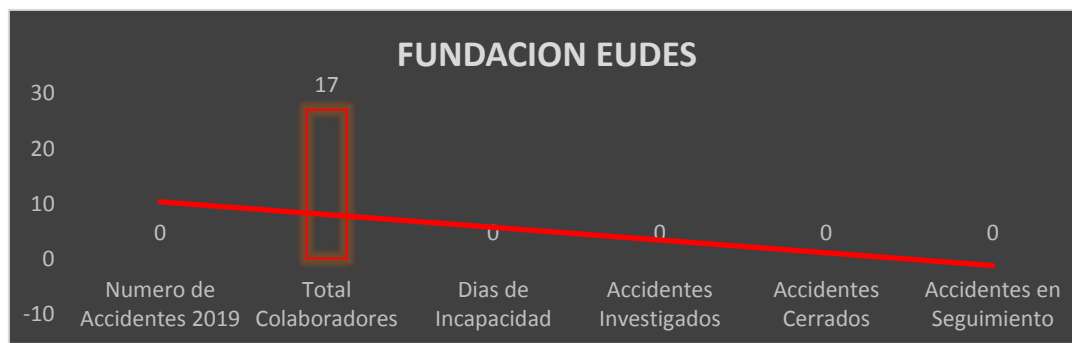 FUNDACION EUDES
17
30
20
10
0
-10
0
0
0
0
0
Numero de
Accidentes 2019
Total
Colaboradores
Dias de
Incapacidad
Accidentes
Investigados
Accidentes
Cerrados
Accidentes en
Seguimiento